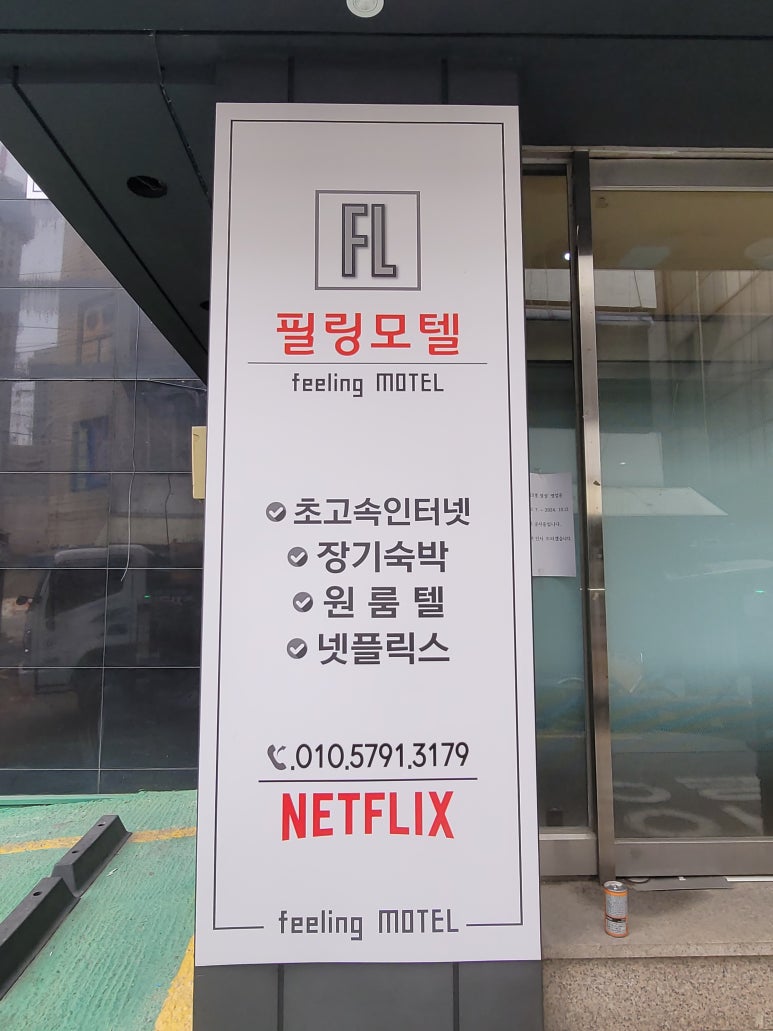 FL
필링모텔
feeling MOTEL
초고속인터넷
장기숙박
원룸텔
넷플릭스
.010.5791.3179
NETFLIX
feeling MOTEL